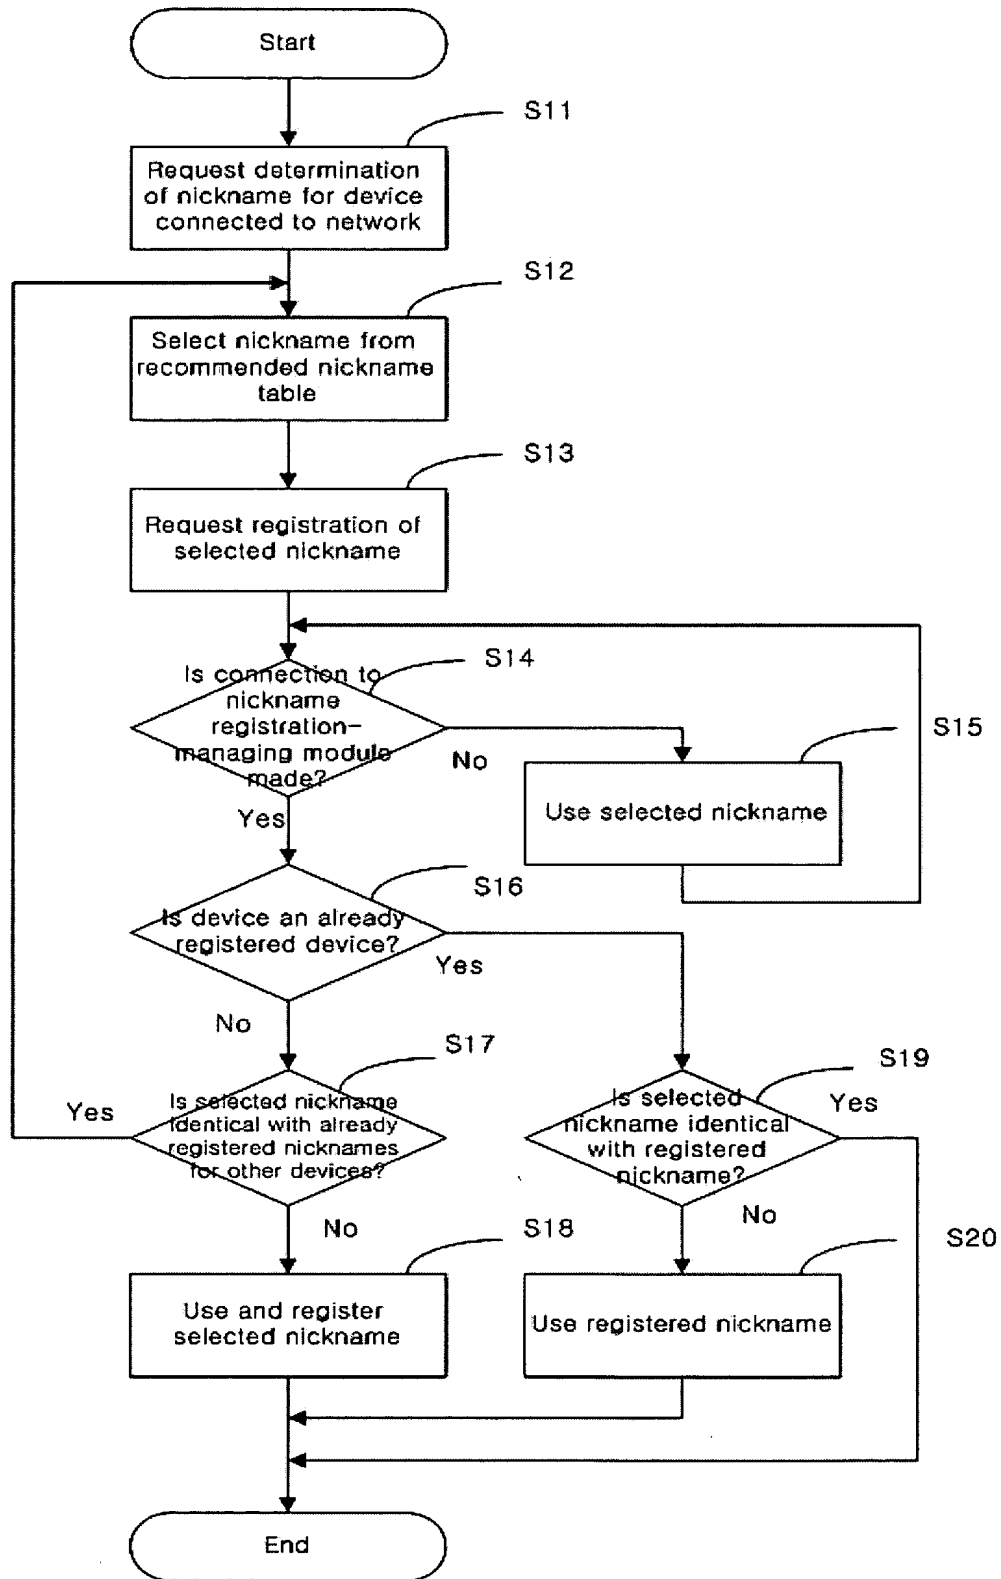 Start
S11
Request determination
of nickname for device
connected to network
S12
Select nickname from
recommended nickname
table
S13
Request registration of
selected nickname
S14
Is connection to
nickname
registration-
managing module
made?
No
S15
Use selected nickname
Yes
S16
Is device an already
registered device?
Yes
No
S17
Is selected nickname
identical with already
registered nicknames
for other devices?
Yes
S19
Is selected
nickname identical
with registered
nickname?
Yes
No
S18
Use and register
selected nickname
No
S20
Use registered nickname
End